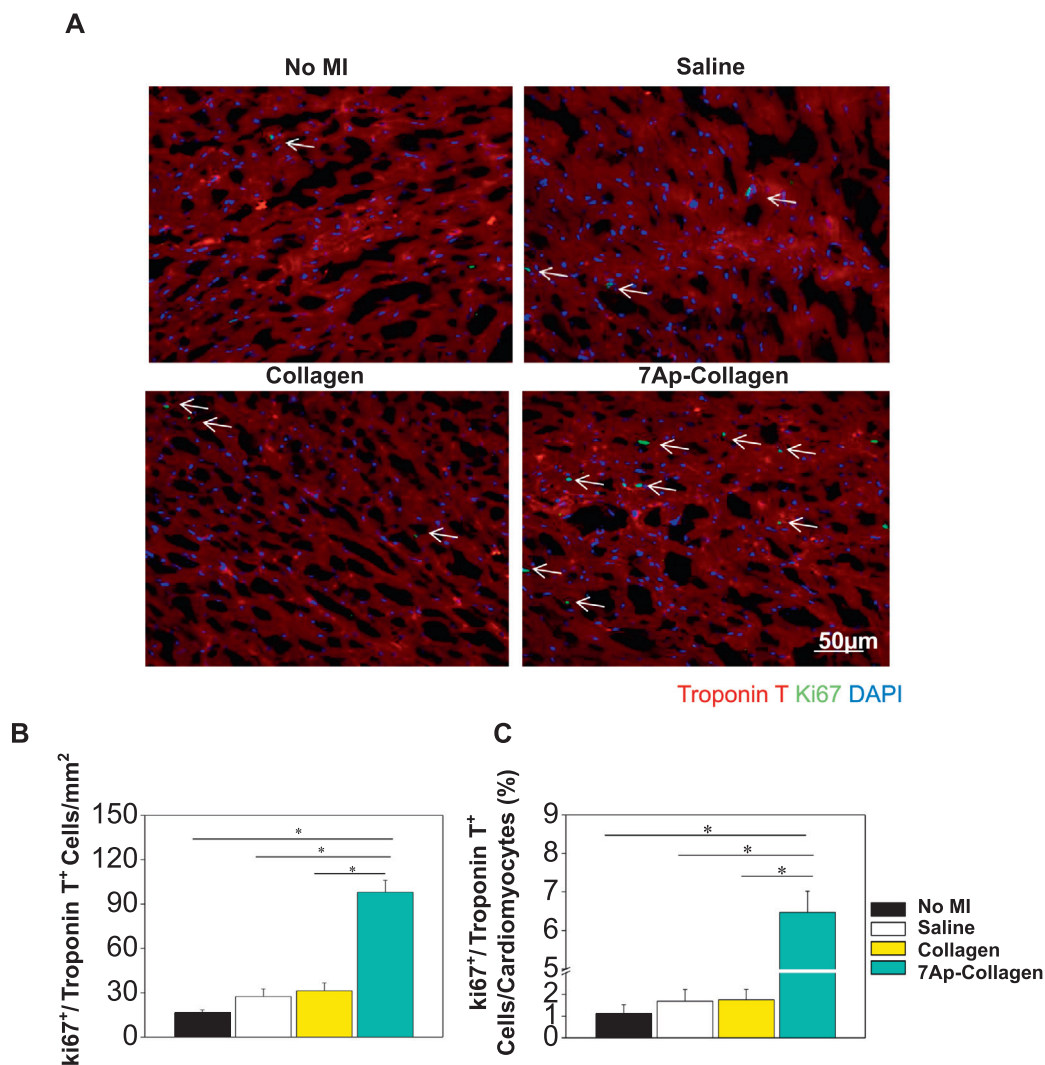 A
No MI
Saline
Collagen
7Ap-Collagen
50µm
Troponin T Ki67 DAPI
B
ki67⁺/Troponin T⁺ Cells/mm²
150
120
90
60
30
0
*
*
*
C
ki67⁺/Troponin T⁺
Cells/Cardiomyocytes (%)
9
8
7
6
5
2
1
0
*
*
*
No MI
Saline
Collagen
7Ap-Collagen